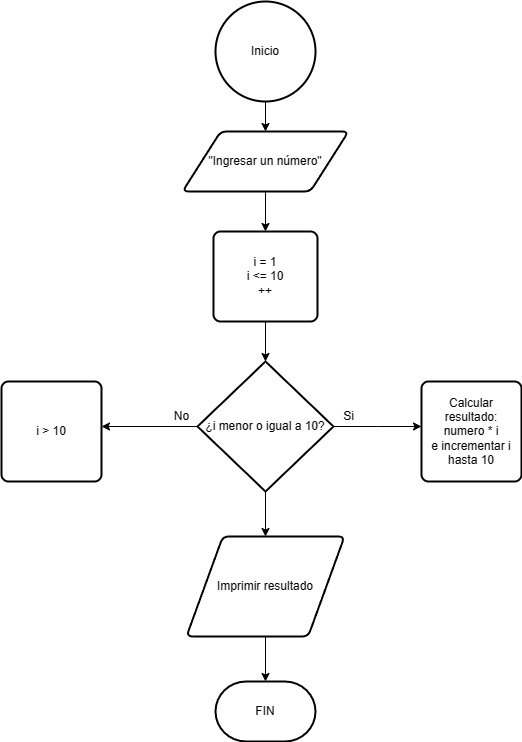 Inicio
"Ingresar un número"
i = 1
i <= 10
++
No
¿i menor o igual a 10?
Si
i > 10
Calcular
resultado:
numero * i
e incrementar i
hasta 10
Imprimir resultado
FIN